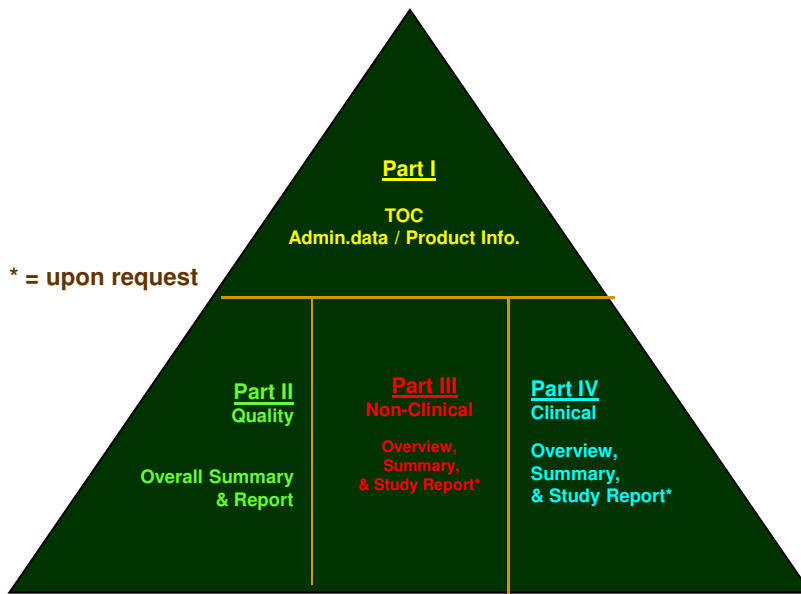 Part I
TOC
Admin.data / Product Info.
* = upon request
Part II
Quality
Overall Summary
& Report
Part III
Non-Clinical
Overview,
Summary,
& Study Report*
Part IV
Clinical
Overview,
Summary,
& Study Report*